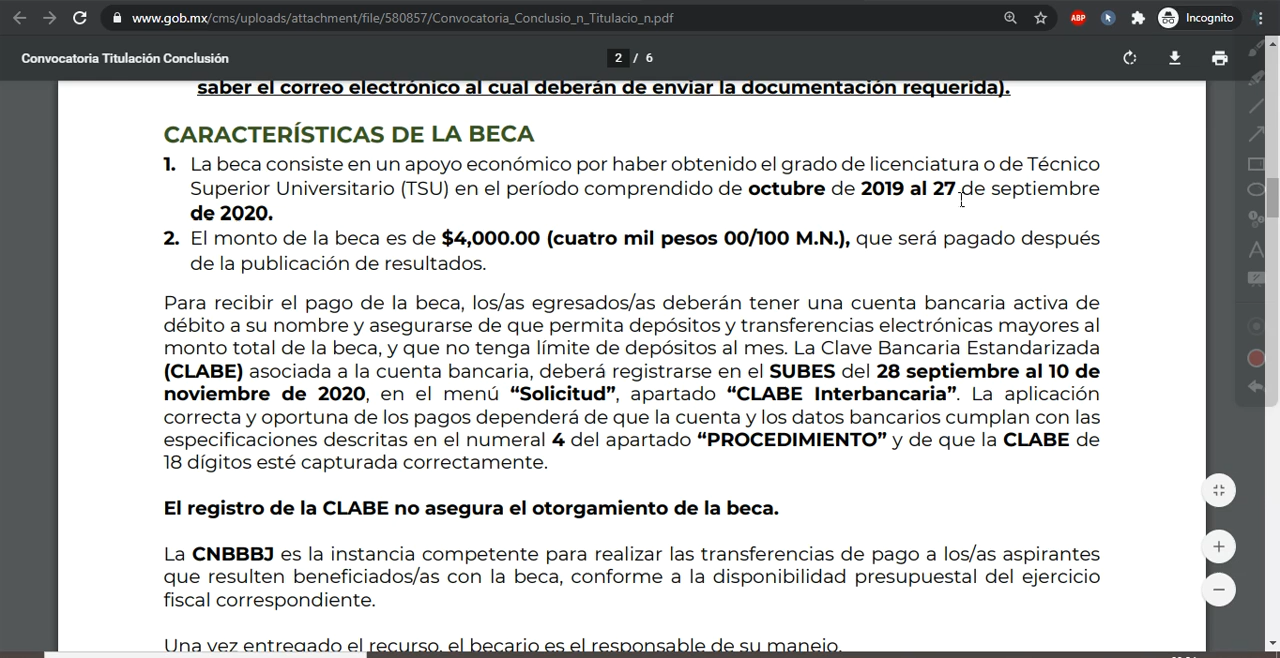 www.gob.mx/cms/uploads/attachment/file/580857/Convocatoria_Conclusio_n_Titulacio_n.pdf
ABP
Incognito
Convocatoria Titulación Conclusión
2 / 6
saber el correo electrónico al cual deberán de enviar la documentación requerida).
CARACTERÍSTICAS DE LA BECA
1. La beca consiste en un apoyo económico por haber obtenido el grado de licenciatura o de Técnico
Superior Universitario (TSU) en el período comprendido de octubre de 2019 al 27 de septiembre
de 2020.
2. El monto de la beca es de $4,000.00 (cuatro mil pesos 00/100 M.N.), que será pagado después
de la publicación de resultados.
Para recibir el pago de la beca, los/as egresados/as deberán tener una cuenta bancaria activa de
débito a su nombre y asegurarse de que permita depósitos y transferencias electrónicas mayores al
monto total de la beca, y que no tenga límite de depósitos al mes. La Clave Bancaria Estandarizada
(CLABE) asociada a la cuenta bancaria, deberá registrarse en el SUBES del 28 septiembre al 10 de
noviembre de 2020, en el menú “Solicitud”, apartado “CLABE Interbancaria”. La aplicación
correcta y oportuna de los pagos dependerá de que la cuenta y los datos bancarios cumplan con las
especificaciones descritas en el numeral 4 del apartado “PROCEDIMIENTO” y de que la CLABE de
18 dígitos esté capturada correctamente.
El registro de la CLABE no asegura el otorgamiento de la beca.
La CNBBBJ es la instancia competente para realizar las transferencias de pago a los/as aspirantes
que resulten beneficiados/as con la beca, conforme a la disponibilidad presupuestal del ejercicio
fiscal correspondiente.
Una vez entregado el recurso, el becario es el responsable de su manejo.